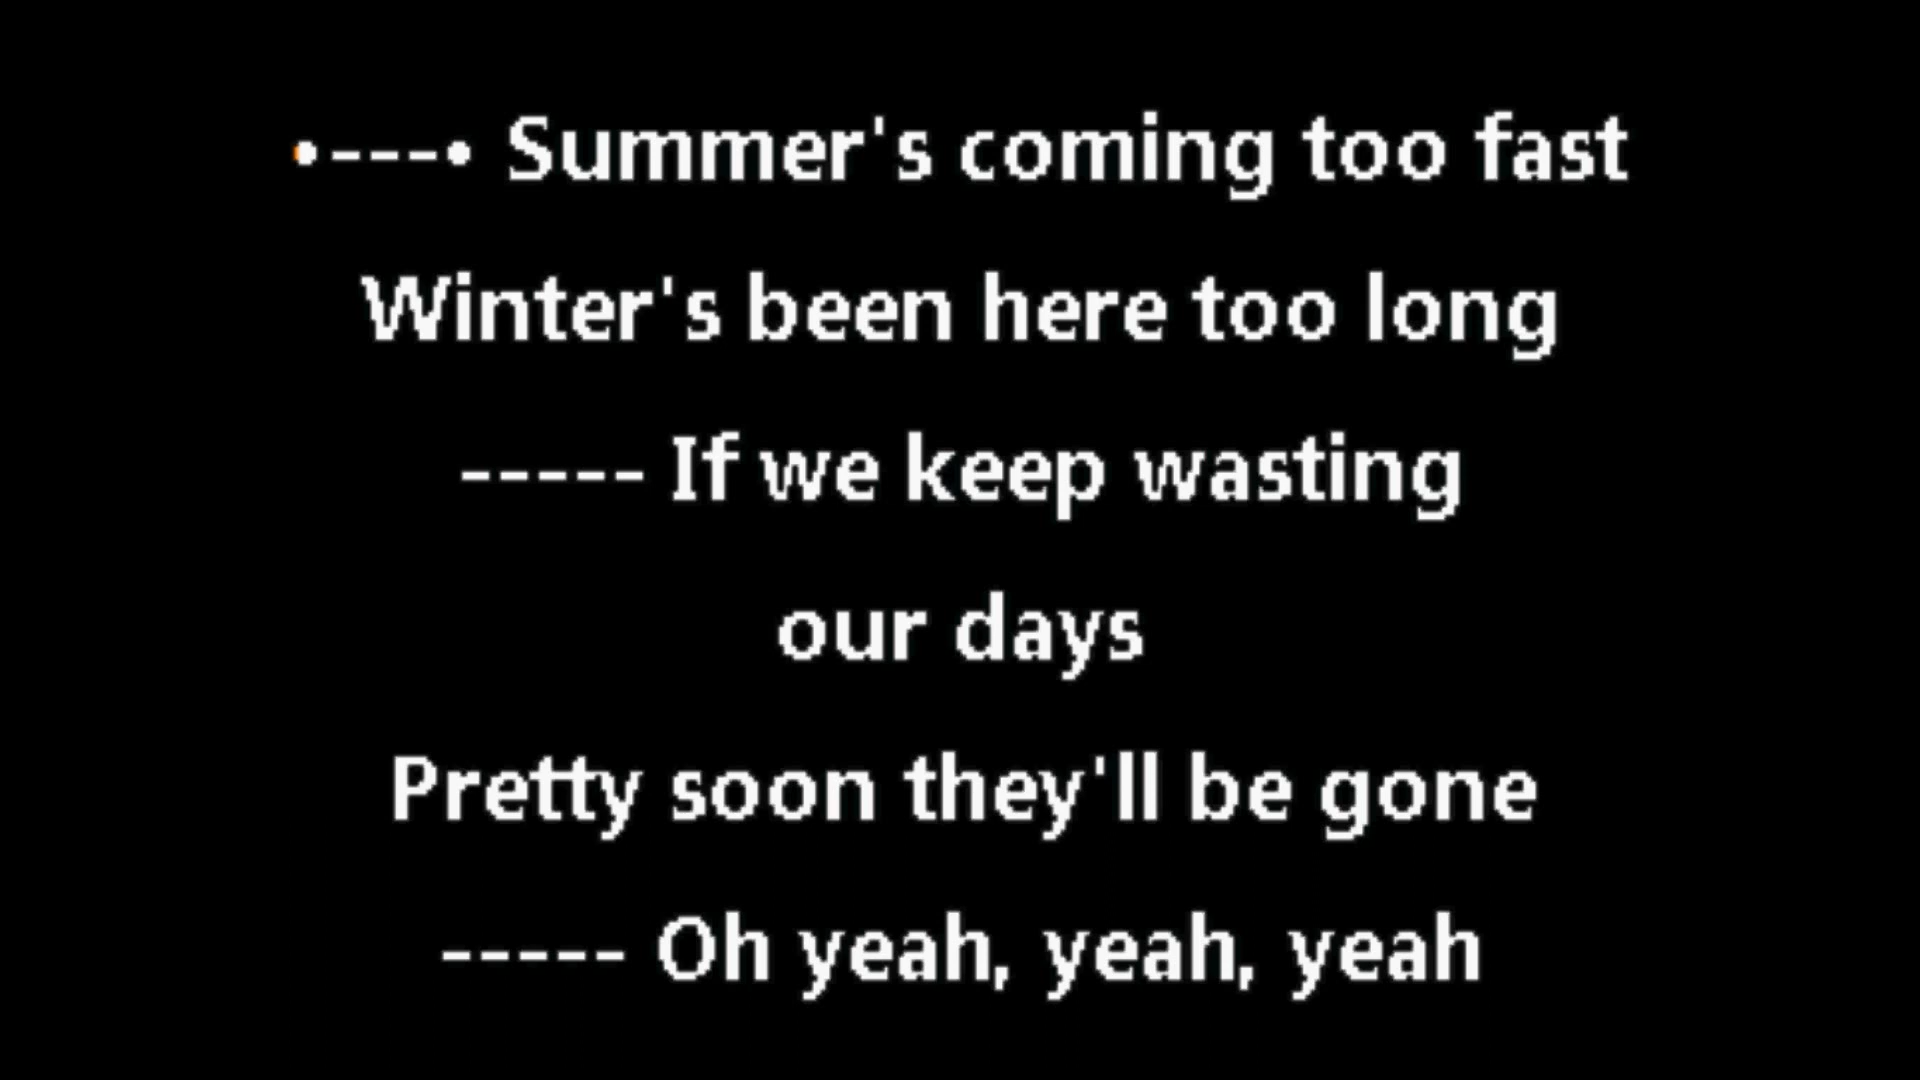 •---• Summer's coming too fast
Winter's been here too long
----- If we keep wasting
our days
Pretty soon they'll be gone
----- Oh yeah, yeah, yeah